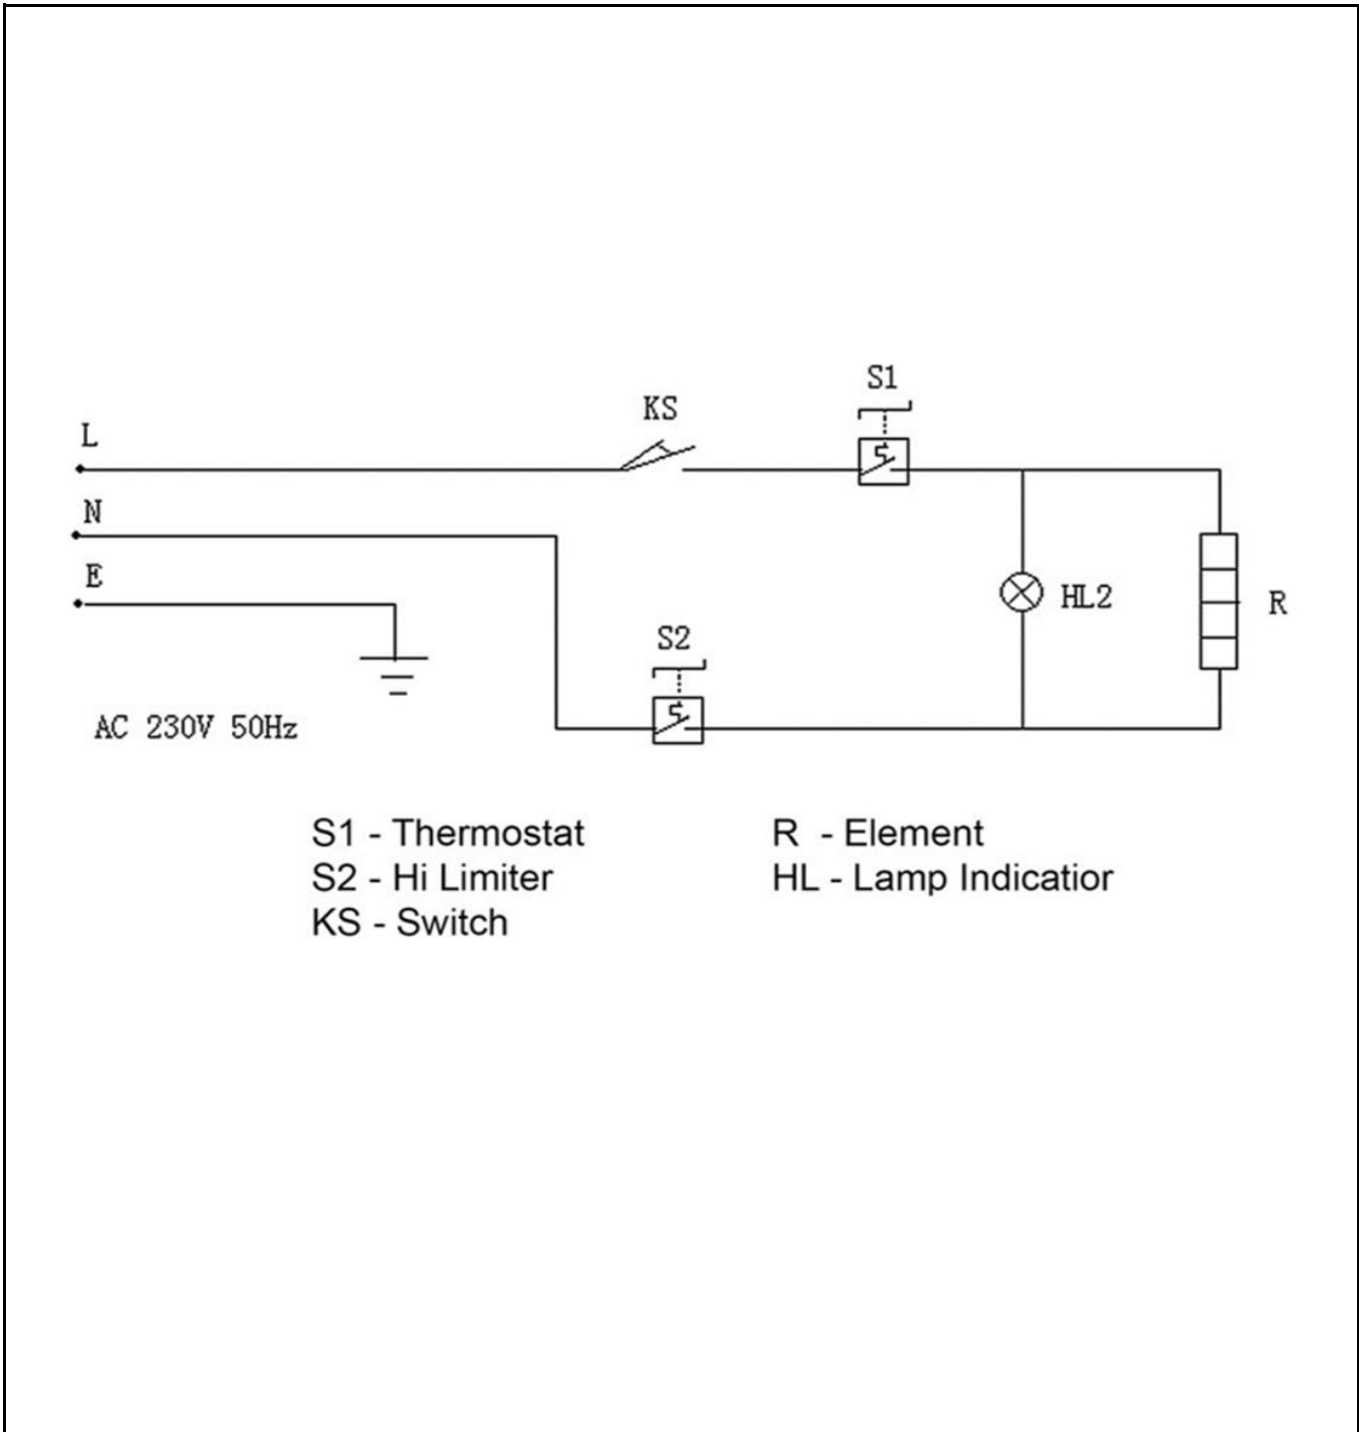 S1
KS
L
N
E
HL2
R
S2
AC 230V 50Hz
S1 - Thermostat
R - Element
S2 - Hi Limiter
HL - Lamp Indicatior
KS - Switch